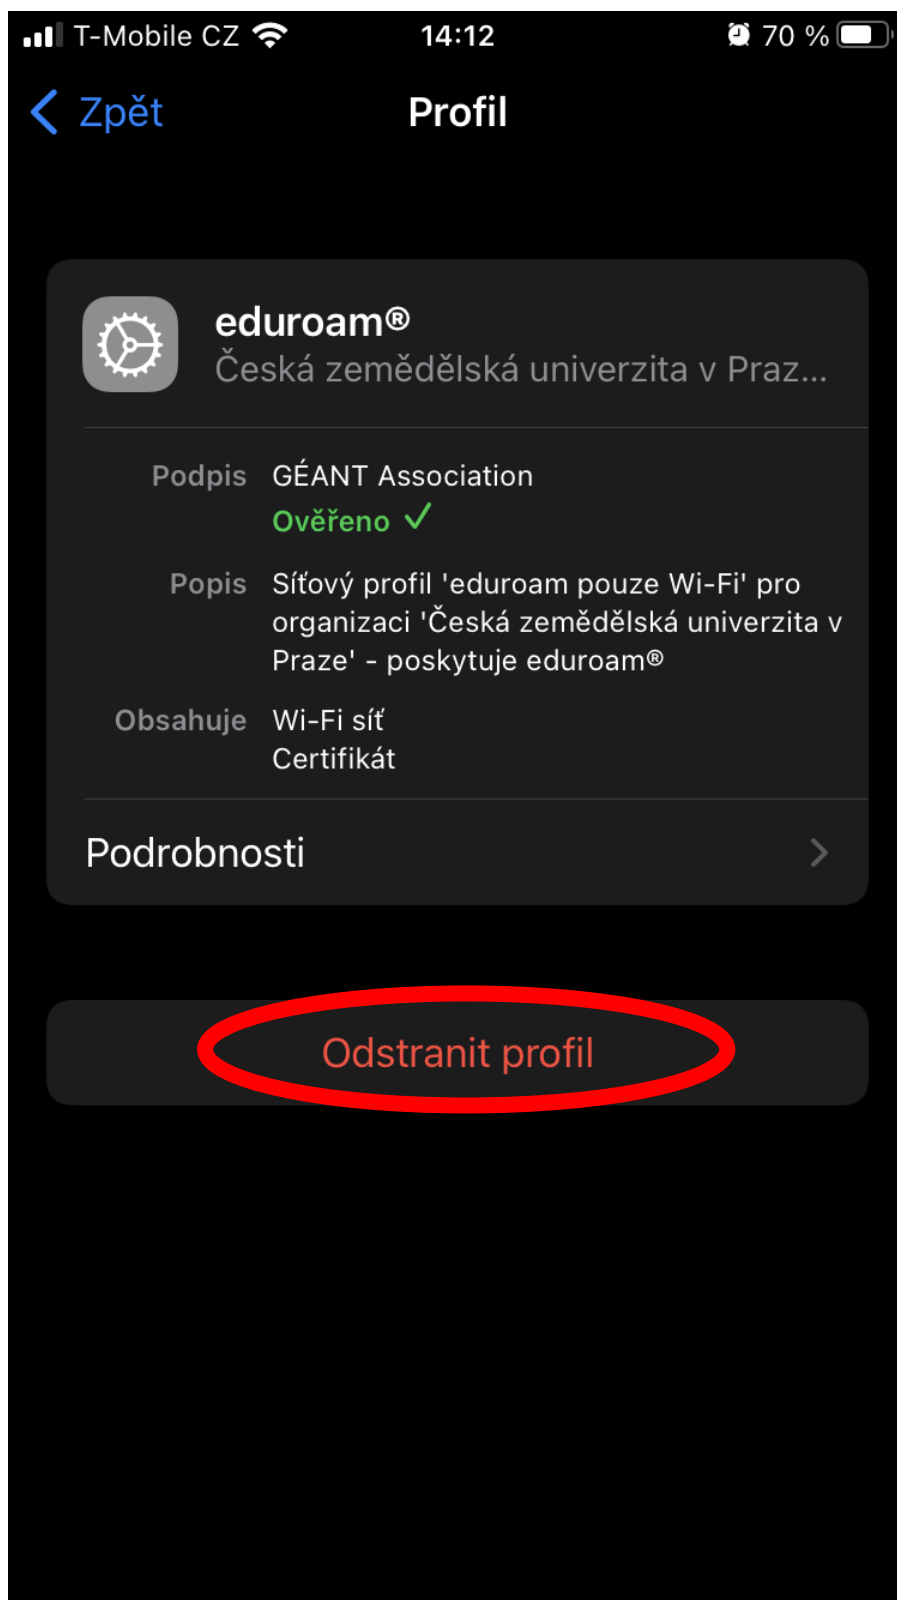 T-Mobile CZ 14:12 70 %
Zpět Profil
eduroam®
Česká zemědělská univerzita v Praz...
Podpis GÉANT Association
Ověřeno
Popis Síťový profil 'eduroam pouze Wi-Fi' pro
organizaci 'Česká zemědělská univerzita v
Praze' - poskytuje eduroam®
Obsahuje Wi-Fi síť
Certifikát
Podrobnosti
Odstranit profil